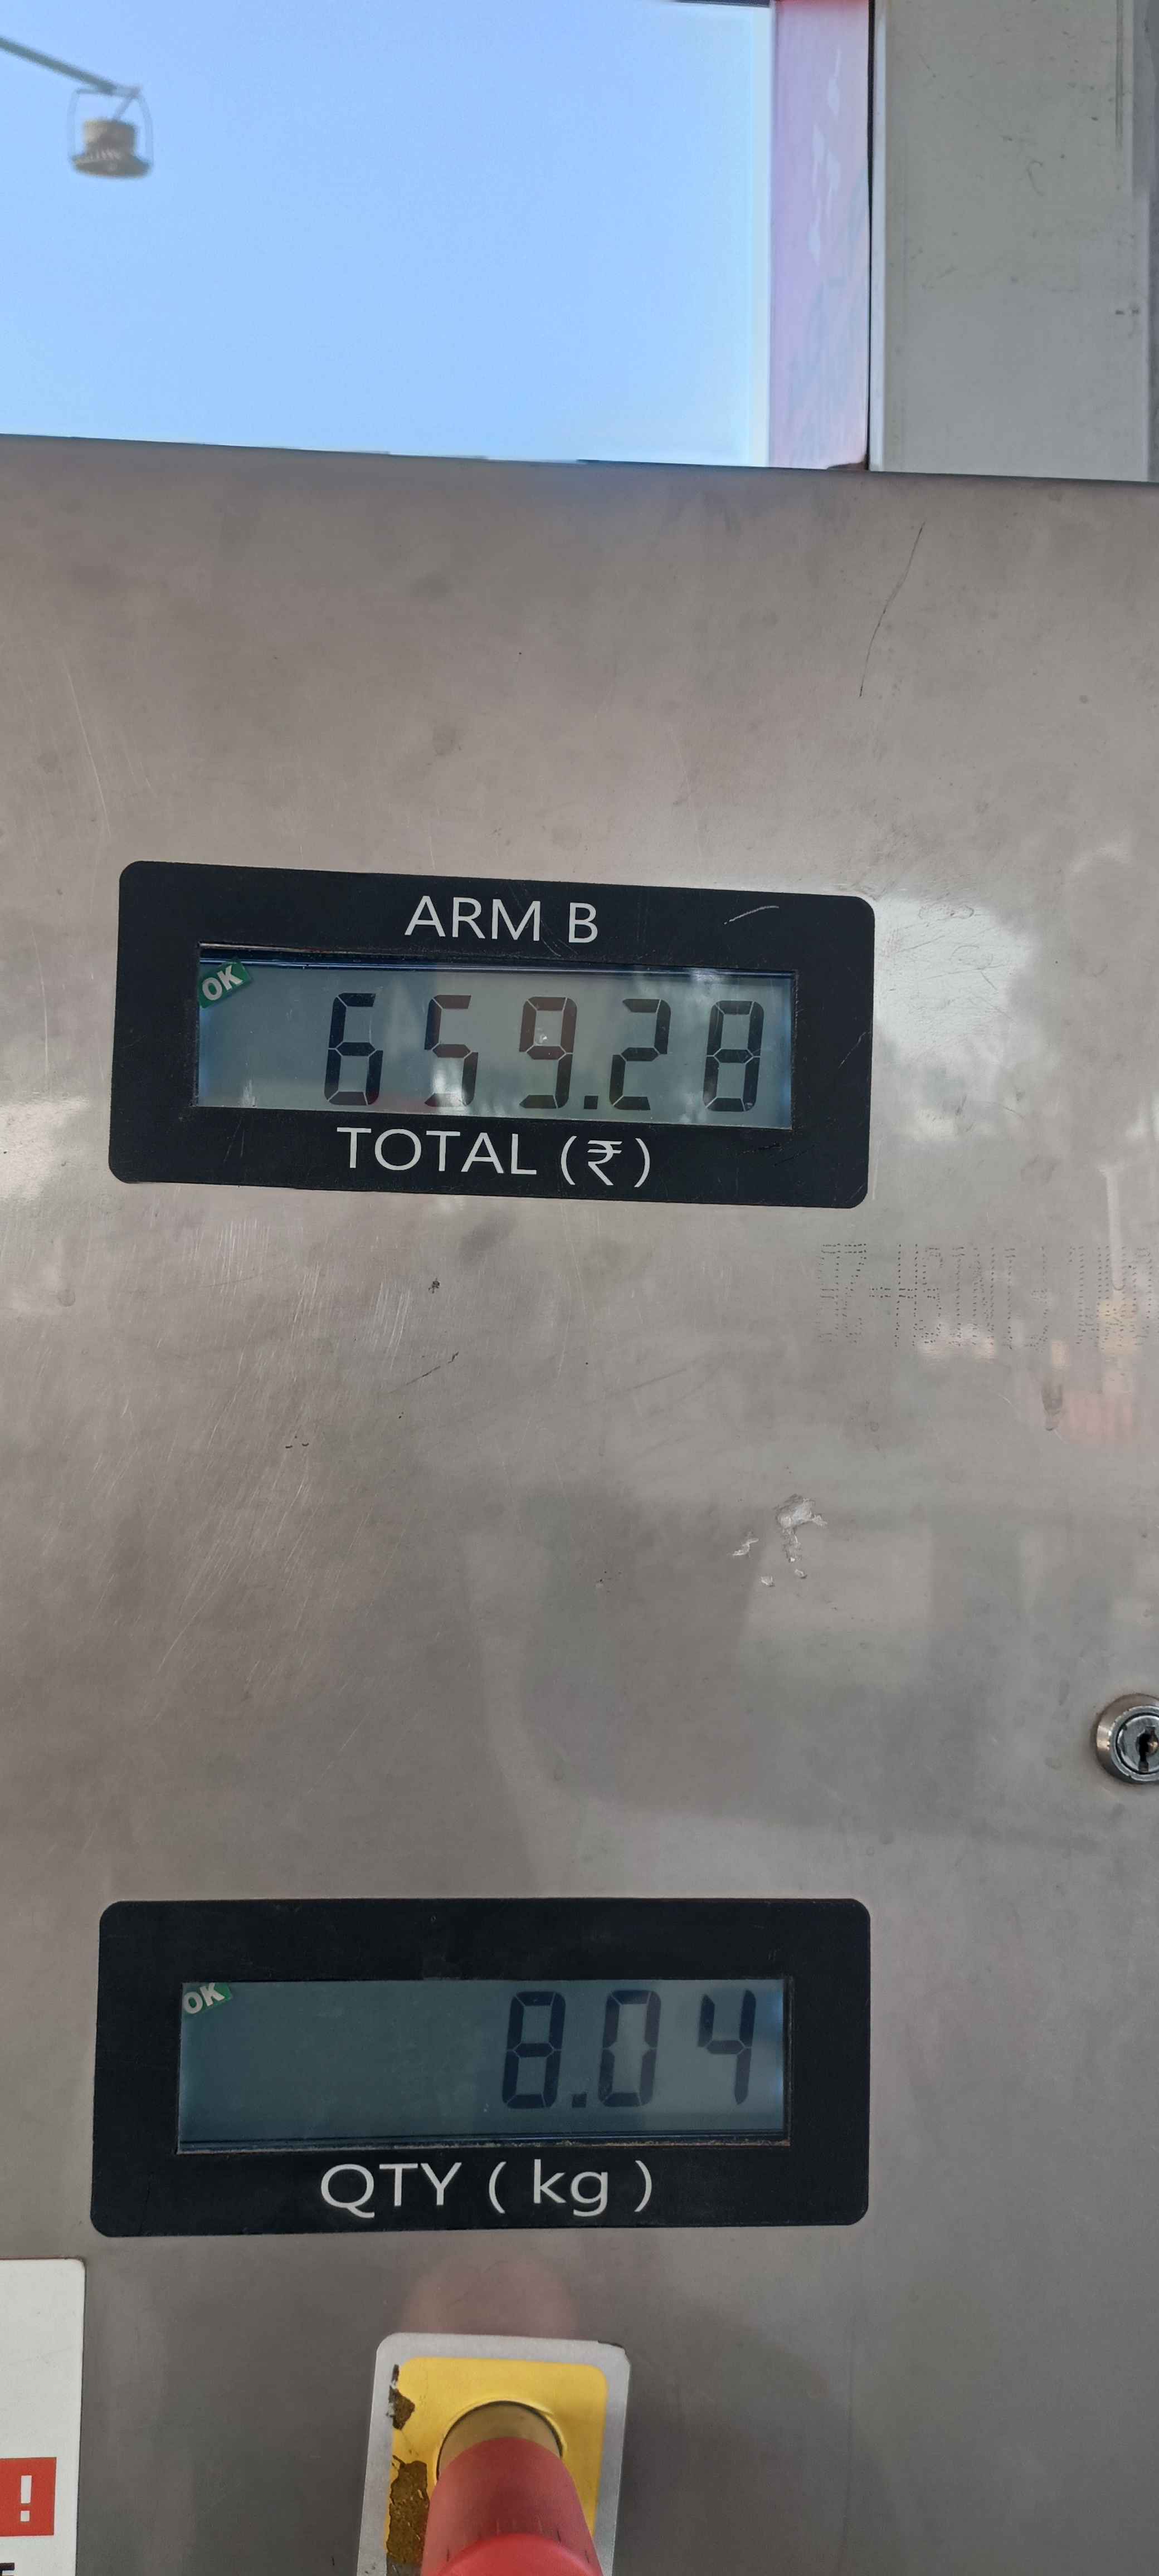 ARM B
OK
659.28
TOTAL (₹)
OK
8.04
QTY ( kg )
!